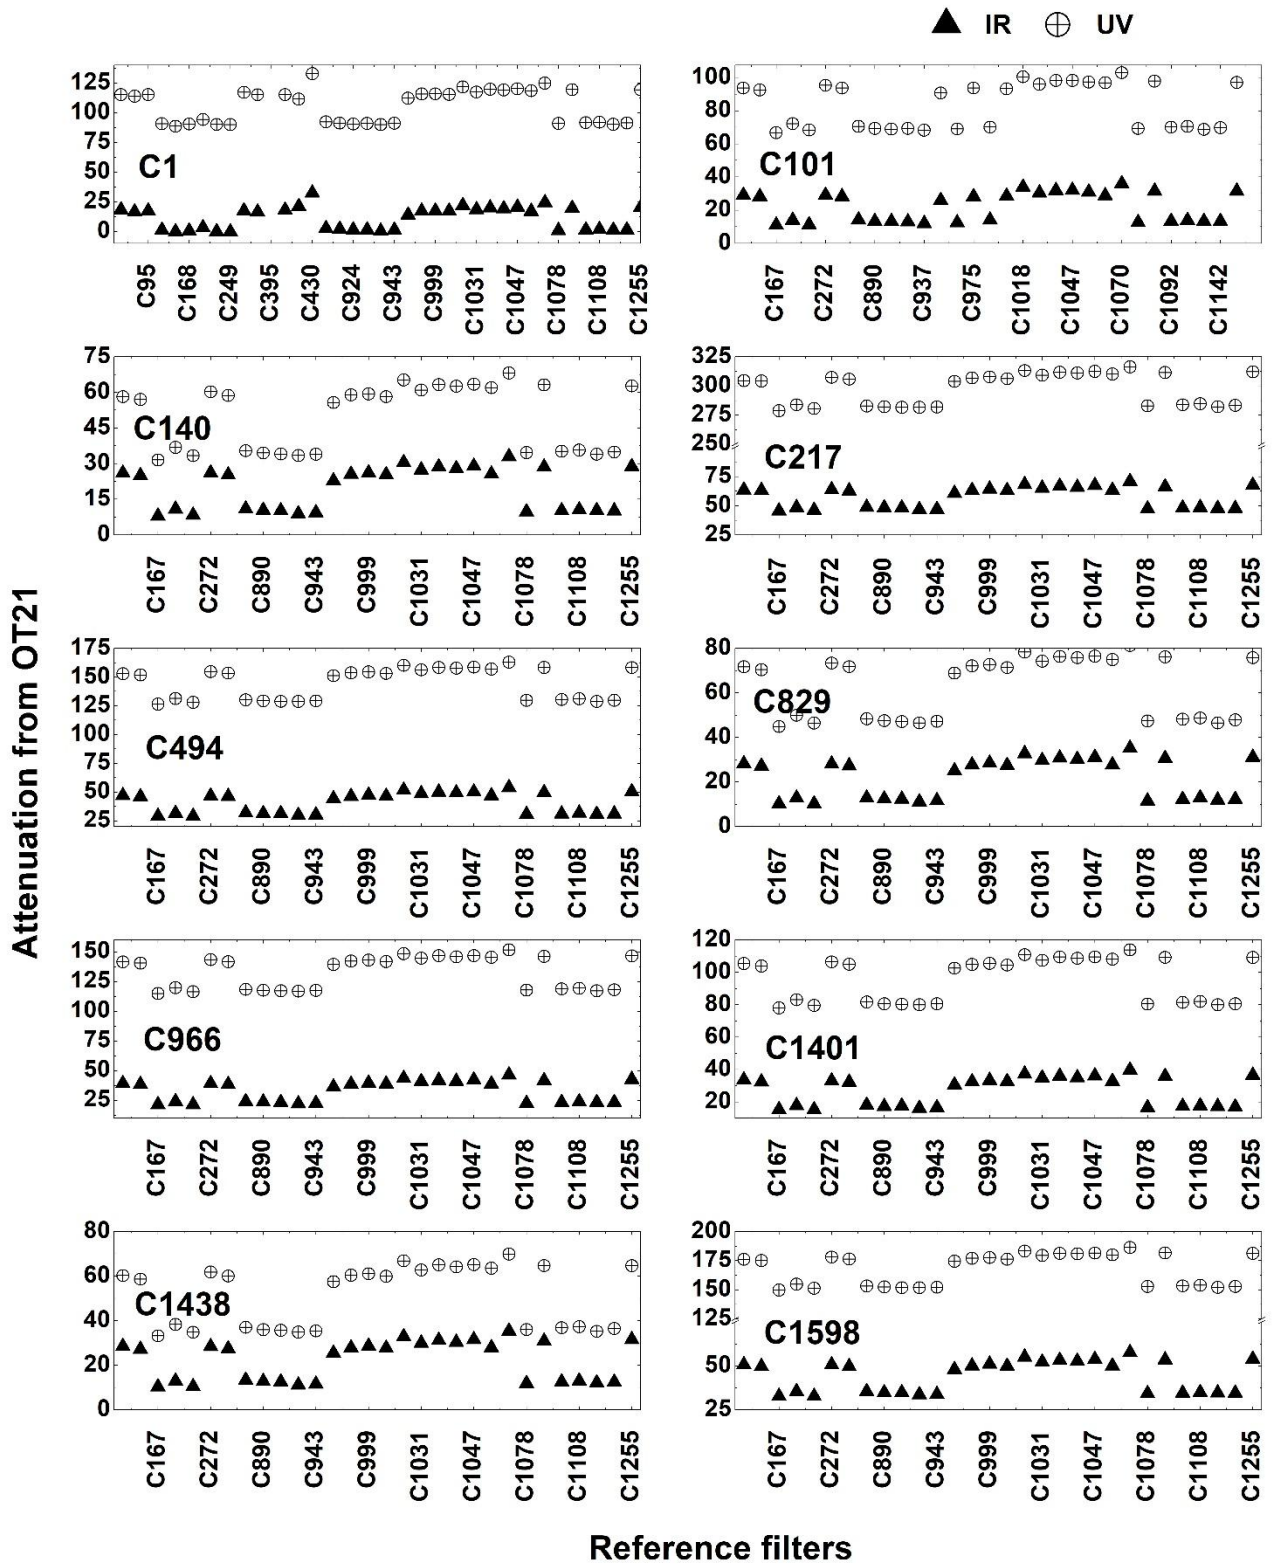 IR UV
125
100
75
50
25
0
C1
C95 C168 C249 C395 C430 C924 C943 C999 C1031 C1047 C1078 C1108 C1255
100
80
60
40
20
0
C101
C167 C272 C890 C937 C975 C1018 C1047 C1070 C1092 C1142
75
60
45
30
15
0
C140
C167 C272 C890 C943 C999 C1031 C1047 C1078 C1108 C1255
325
300
275
250
75
50
25
C217
C167 C272 C890 C943 C999 C1031 C1047 C1078 C1108 C1255
Attenuation from OT21
175
150
125
100
75
50
25
C494
C167 C272 C890 C943 C999 C1031 C1047 C1078 C1108 C1255
80
60
40
20
0
C829
C167 C272 C890 C943 C999 C1031 C1047 C1078 C1108 C1255
150
125
100
75
50
25
C966
C167 C272 C890 C943 C999 C1031 C1047 C1078 C1108 C1255
120
100
80
60
40
20
C1401
C167 C272 C890 C943 C999 C1031 C1047 C1078 C1108 C1255
80
60
40
20
0
C1438
C167 C272 C890 C943 C999 C1031 C1047 C1078 C1108 C1255
200
175
150
125
50
25
C1598
C167 C272 C890 C943 C999 C1031 C1047 C1078 C1108 C1255
Reference filters